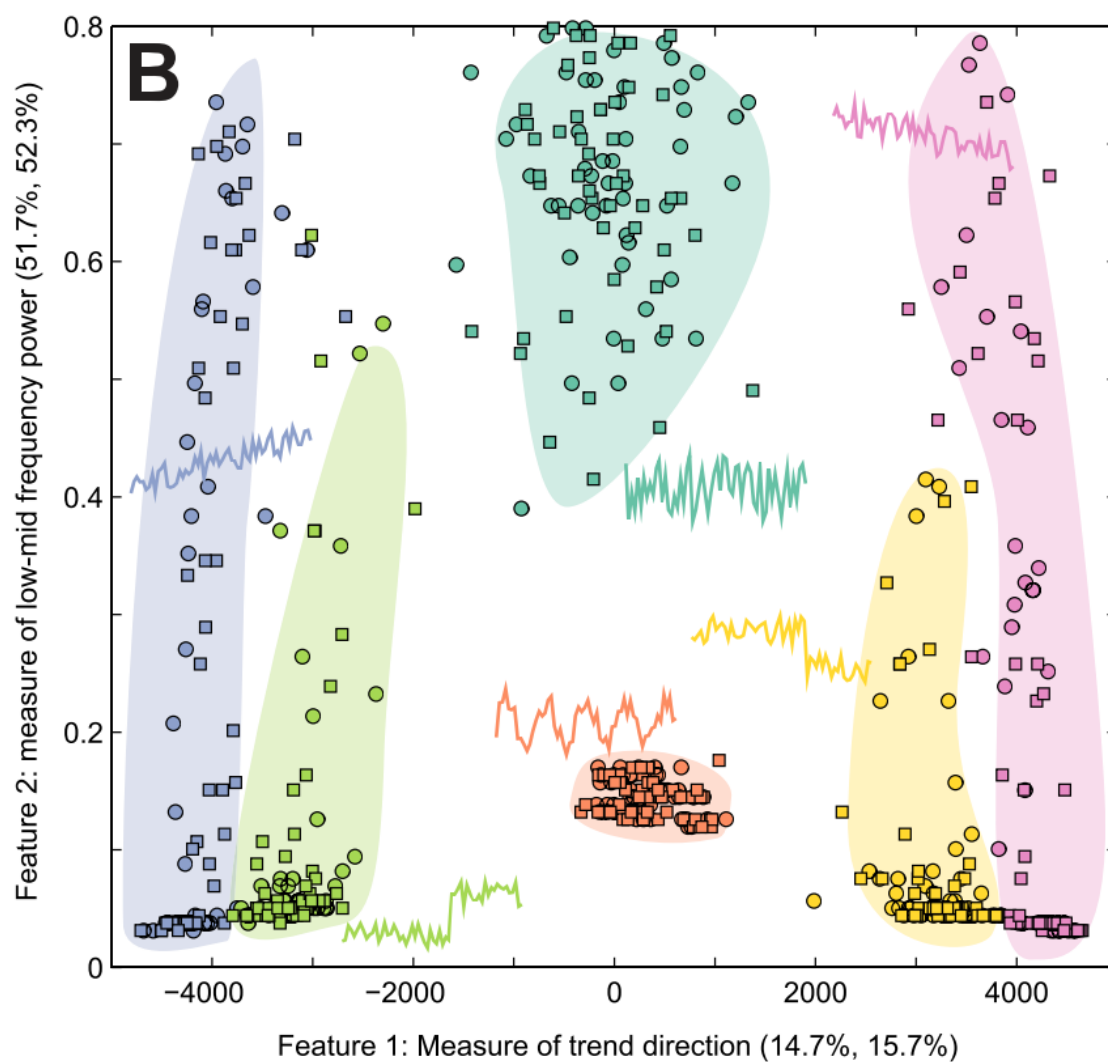 B
Feature 2: measure of low-mid frequency power (51.7%, 52.3%)
0.8
0.6
0.4
0.2
0
−4000 −2000 0 2000 4000
Feature 1: Measure of trend direction (14.7%, 15.7%)